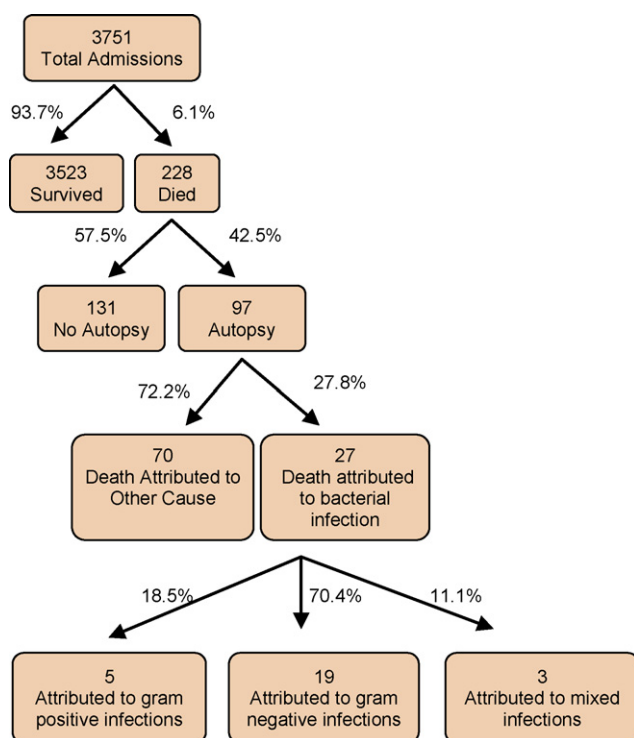 3751
Total Admissions
93.7%
6.1%
3523
Survived
228
Died
57.5%
42.5%
131
No Autopsy
97
Autopsy
72.2%
27.8%
70
Death Attributed to
Other Cause
27
Death attributed
to bacterial
infection
18.5%
70.4%
11.1%
5
Attributed to gram
positive infections
19
Attributed to gram
negative infections
3
Attributed to mixed
infections